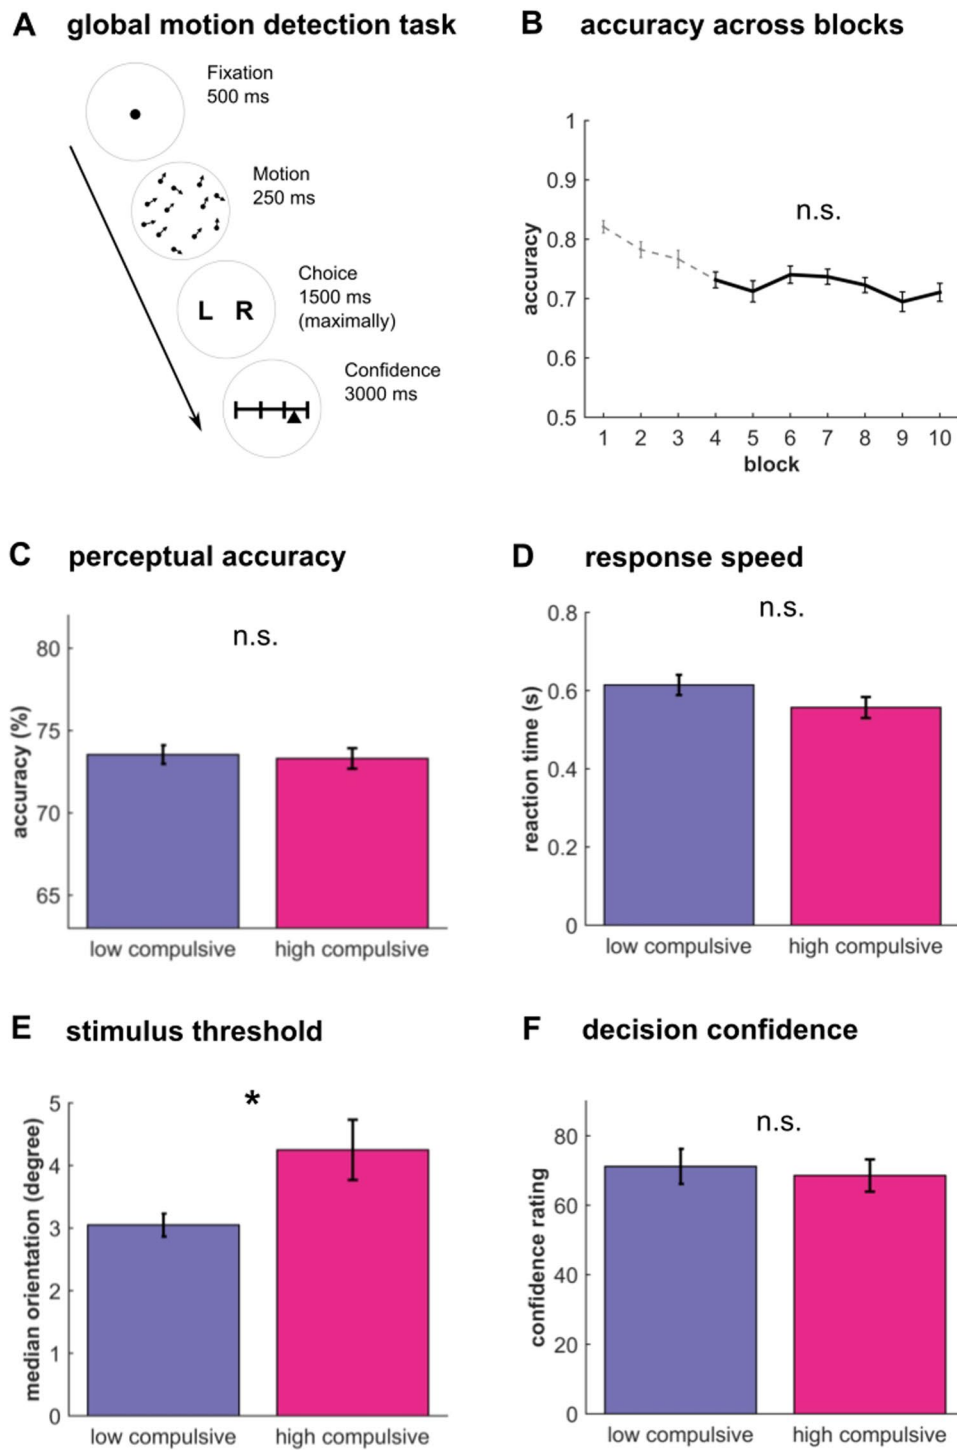 A global motion detection task
Fixation
500 ms
Motion
250 ms
Choice
1500 ms
(maximally)
L R
Confidence
3000 ms
B accuracy across blocks
n.s.
accuracy
1
0.9
0.8
0.7
0.6
0.5
1 2 3 4 5 6 7 8 9 10
block
C perceptual accuracy
n.s.
accuracy (%)
80
75
70
65
low compulsive high compulsive
D response speed
n.s.
reaction time (s)
0.8
0.6
0.4
0.2
0
low compulsive high compulsive
E stimulus threshold
*
median orientation (degree)
5
4
3
2
1
0
low compulsive high compulsive
F decision confidence
n.s.
confidence rating
80
60
40
20
0
low compulsive high compulsive